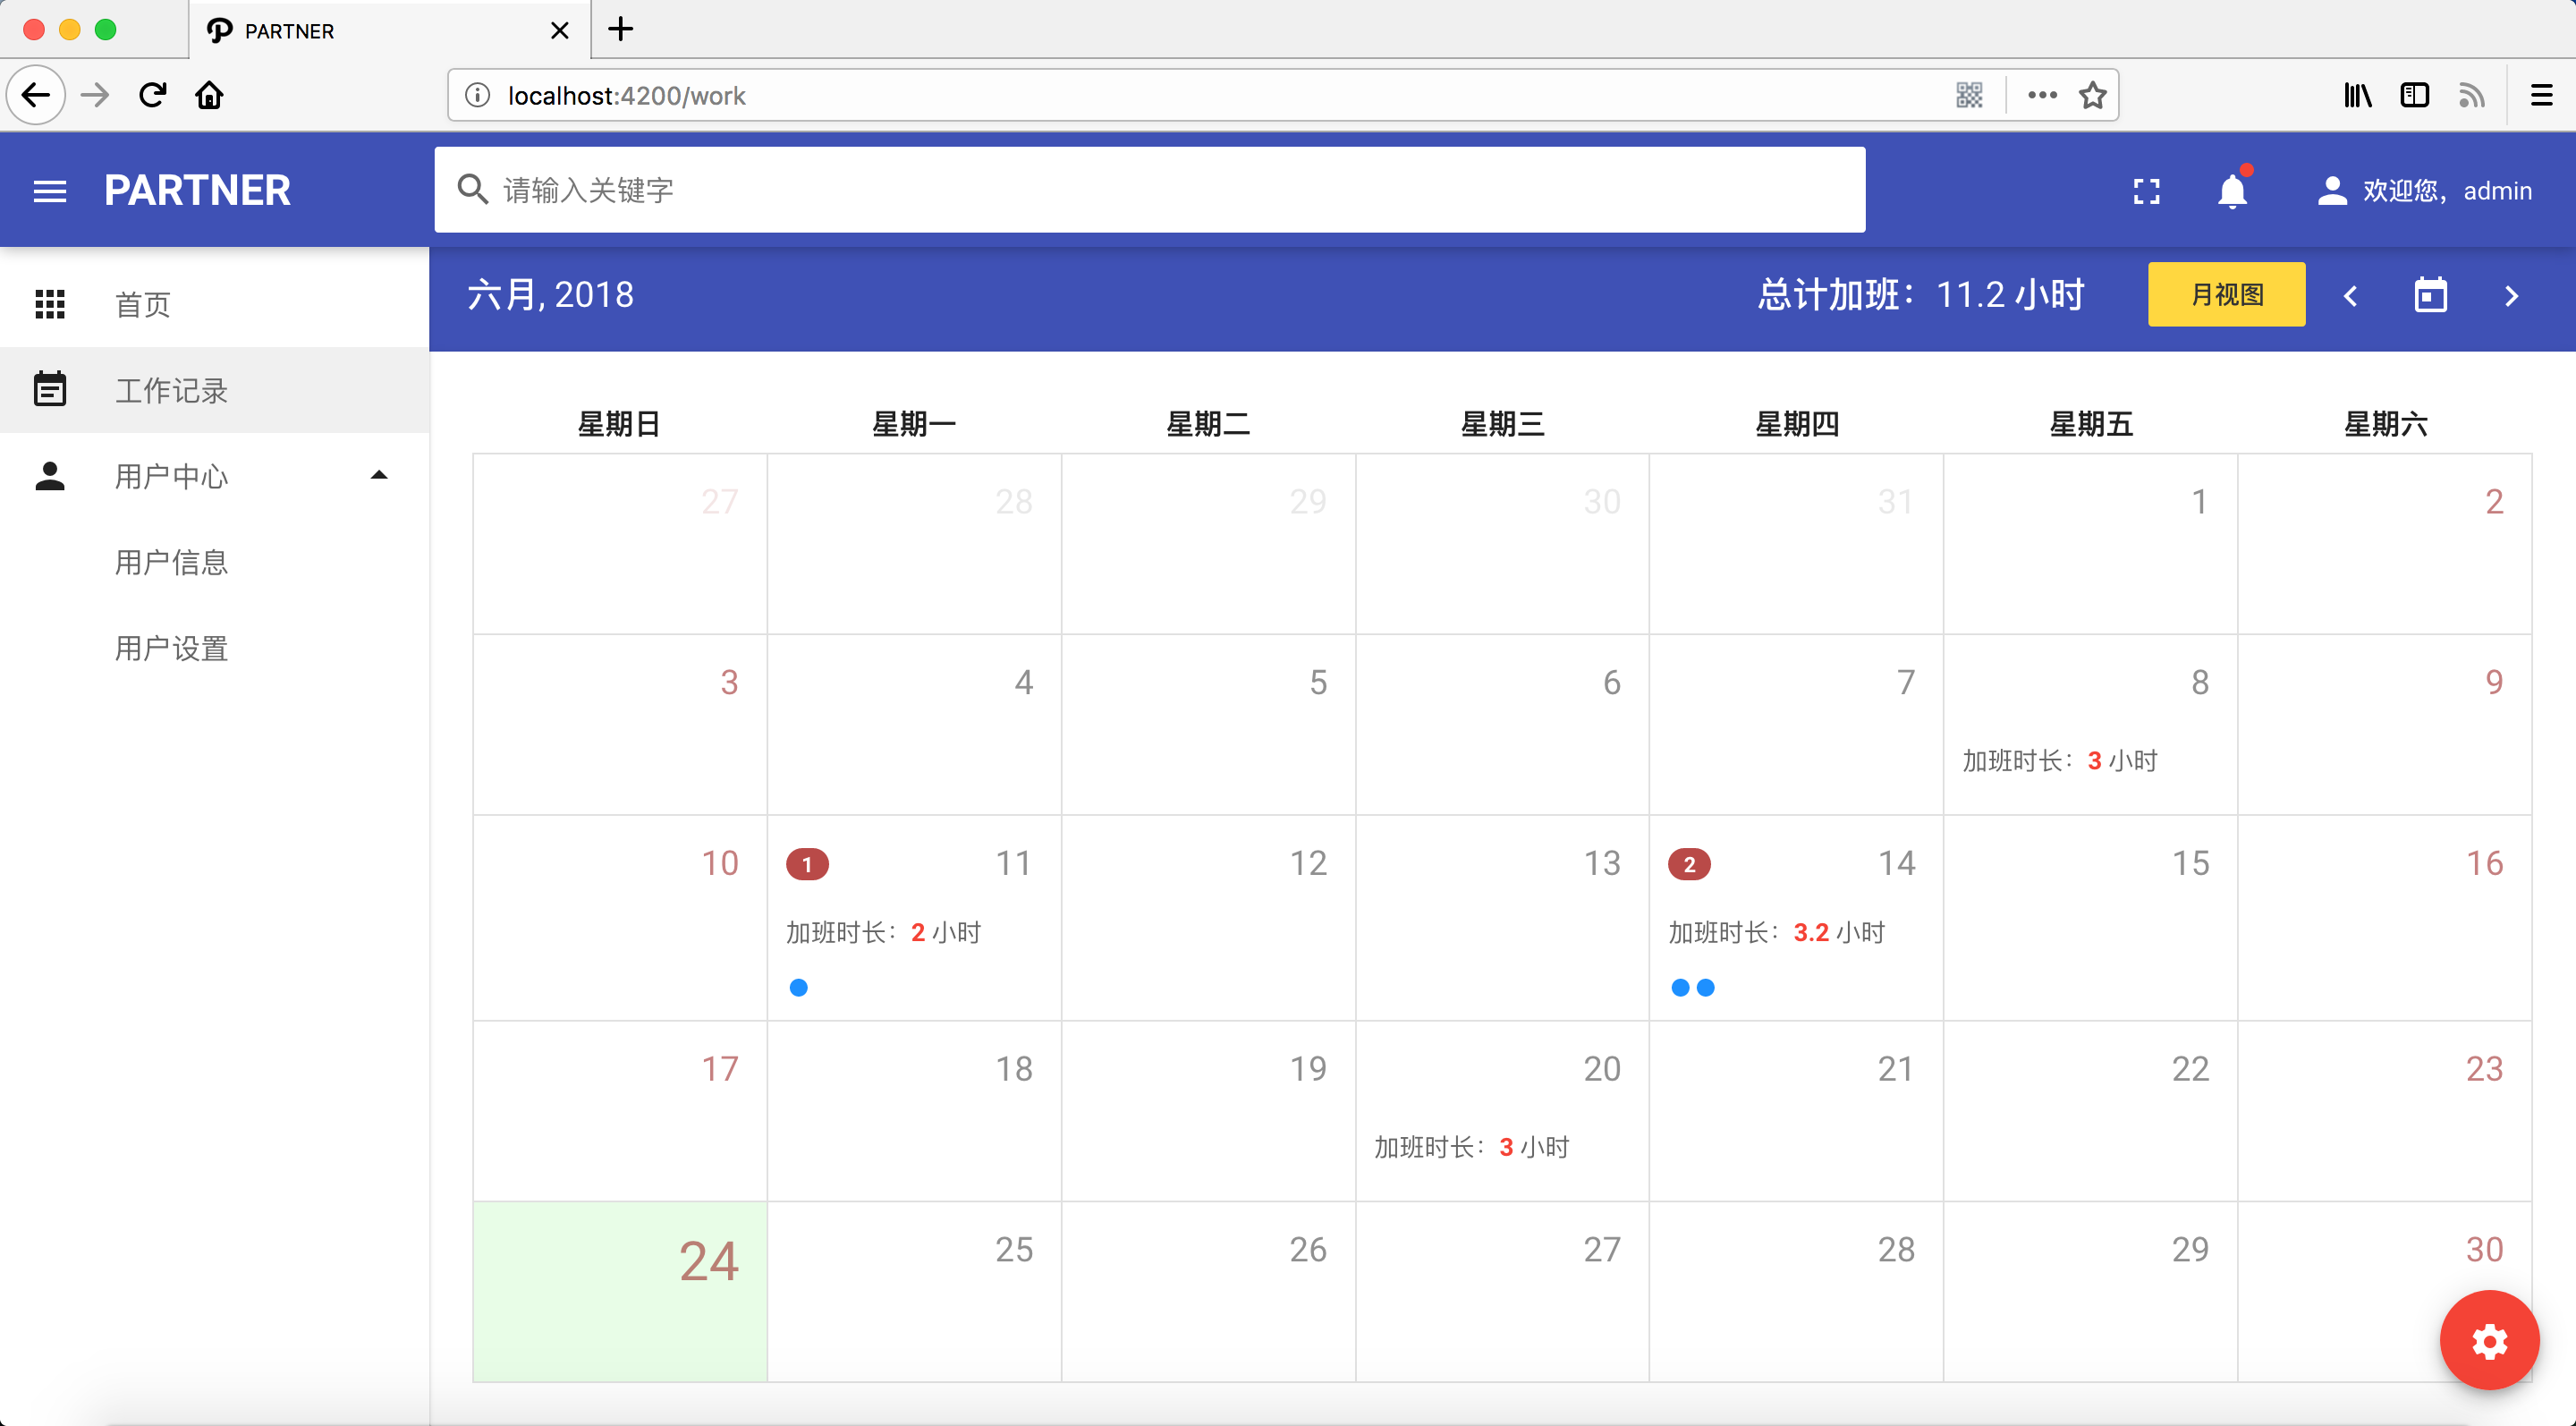 PARTNER
localhost:4200/work
PARTNER
请输入关键字
欢迎您，admin
首页
工作记录
用户中心
用户信息
用户设置
六月, 2018
总计加班：11.2 小时
月视图
星期日 星期一 星期二 星期三 星期四 星期五 星期六
27 28 29 30 31 1 2
3 4 5 6 7 8 9
加班时长：3 小时
10 1 11 12 13 2 14 15 16
加班时长：2 小时 加班时长：3.2 小时
17 18 19 20 21 22 23
加班时长：3 小时
24 25 26 27 28 29 30